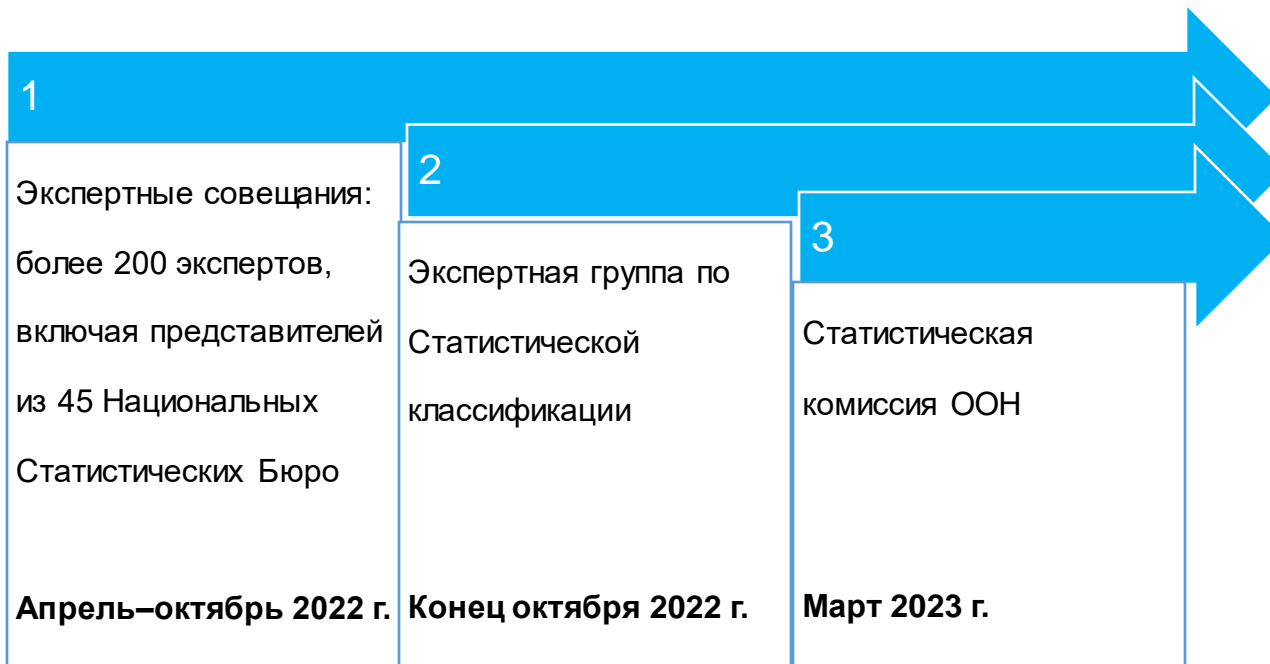 1
Экспертные совещания:
более 200 экспертов,
включая представителей
из 45 Национальных
Статистических Бюро
Апрель–октябрь 2022 г.
2
Экспертная группа по
Статистической
классификации
Конец октября 2022 г.
3
Статистическая
комиссия ООН
Март 2023 г.